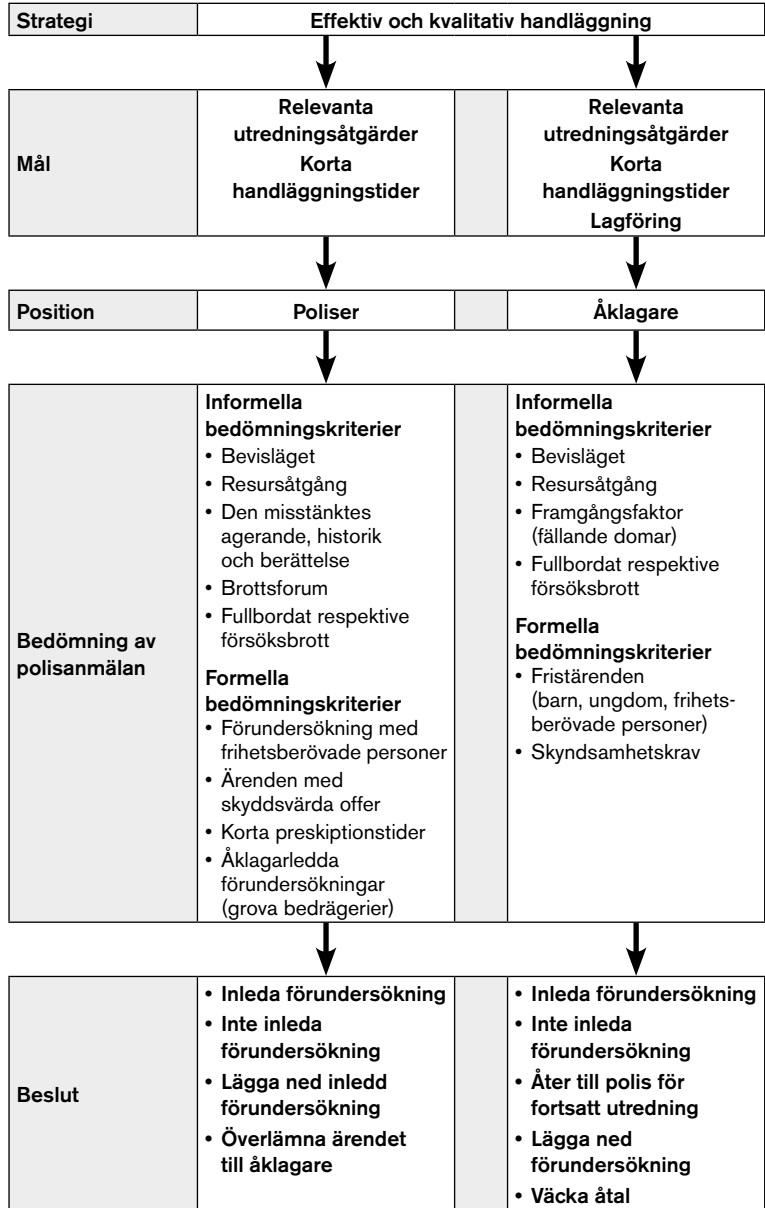 Strategi
Effektiv och kvalitativ handläggning
Mål
Relevanta
utredningsåtgärder
Korta
handläggningstider
Relevanta
utredningsåtgärder
Korta
handläggningstider
Lagföring
Position
Poliser
Åklagare
Bedömning av
polisanmälan
Informella
bedömningskriterier
• Bevisläget
• Resursåtgång
• Den misstänktes
agerande, historik
och berättelse
• Brottsforum
• Fullbordat respektive
försöksbrott
Formella
bedömningskriterier
• Förundersökning med
frihetsberövade personer
• Ärenden med
skyddsvärda offer
• Korta preskiptionstider
• Åklagarledda
förundersökningar
(grova bedrägerier)
Informella
bedömningskriterier
• Bevisläget
• Resursåtgång
• Framgångsfaktor
(fällande domar)
• Fullbordat respektive
försöksbrott
Formella
bedömningskriterier
• Fristärenden
(barn, ungdom, frihets-
berövade personer)
• Skyndsamhetskrav
Beslut
• Inleda förundersökning
• Inte inleda
förundersökning
• Lägga ned inledd
förundersökning
• Överlämna ärendet
till åklagare
• Inleda förundersökning
• Inte inleda
förundersökning
• Åter till polis för
fortsatt utredning
• Lägga ned
förundersökning
• Väcka åtal